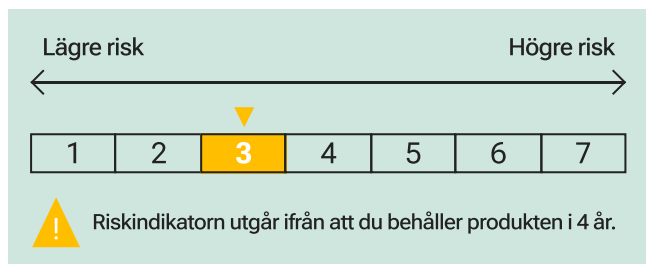 Lägre risk Högre risk
1 2 3 4 5 6 7
! Riskindikatorn utgår ifrån att du behåller produkten i 4 år.